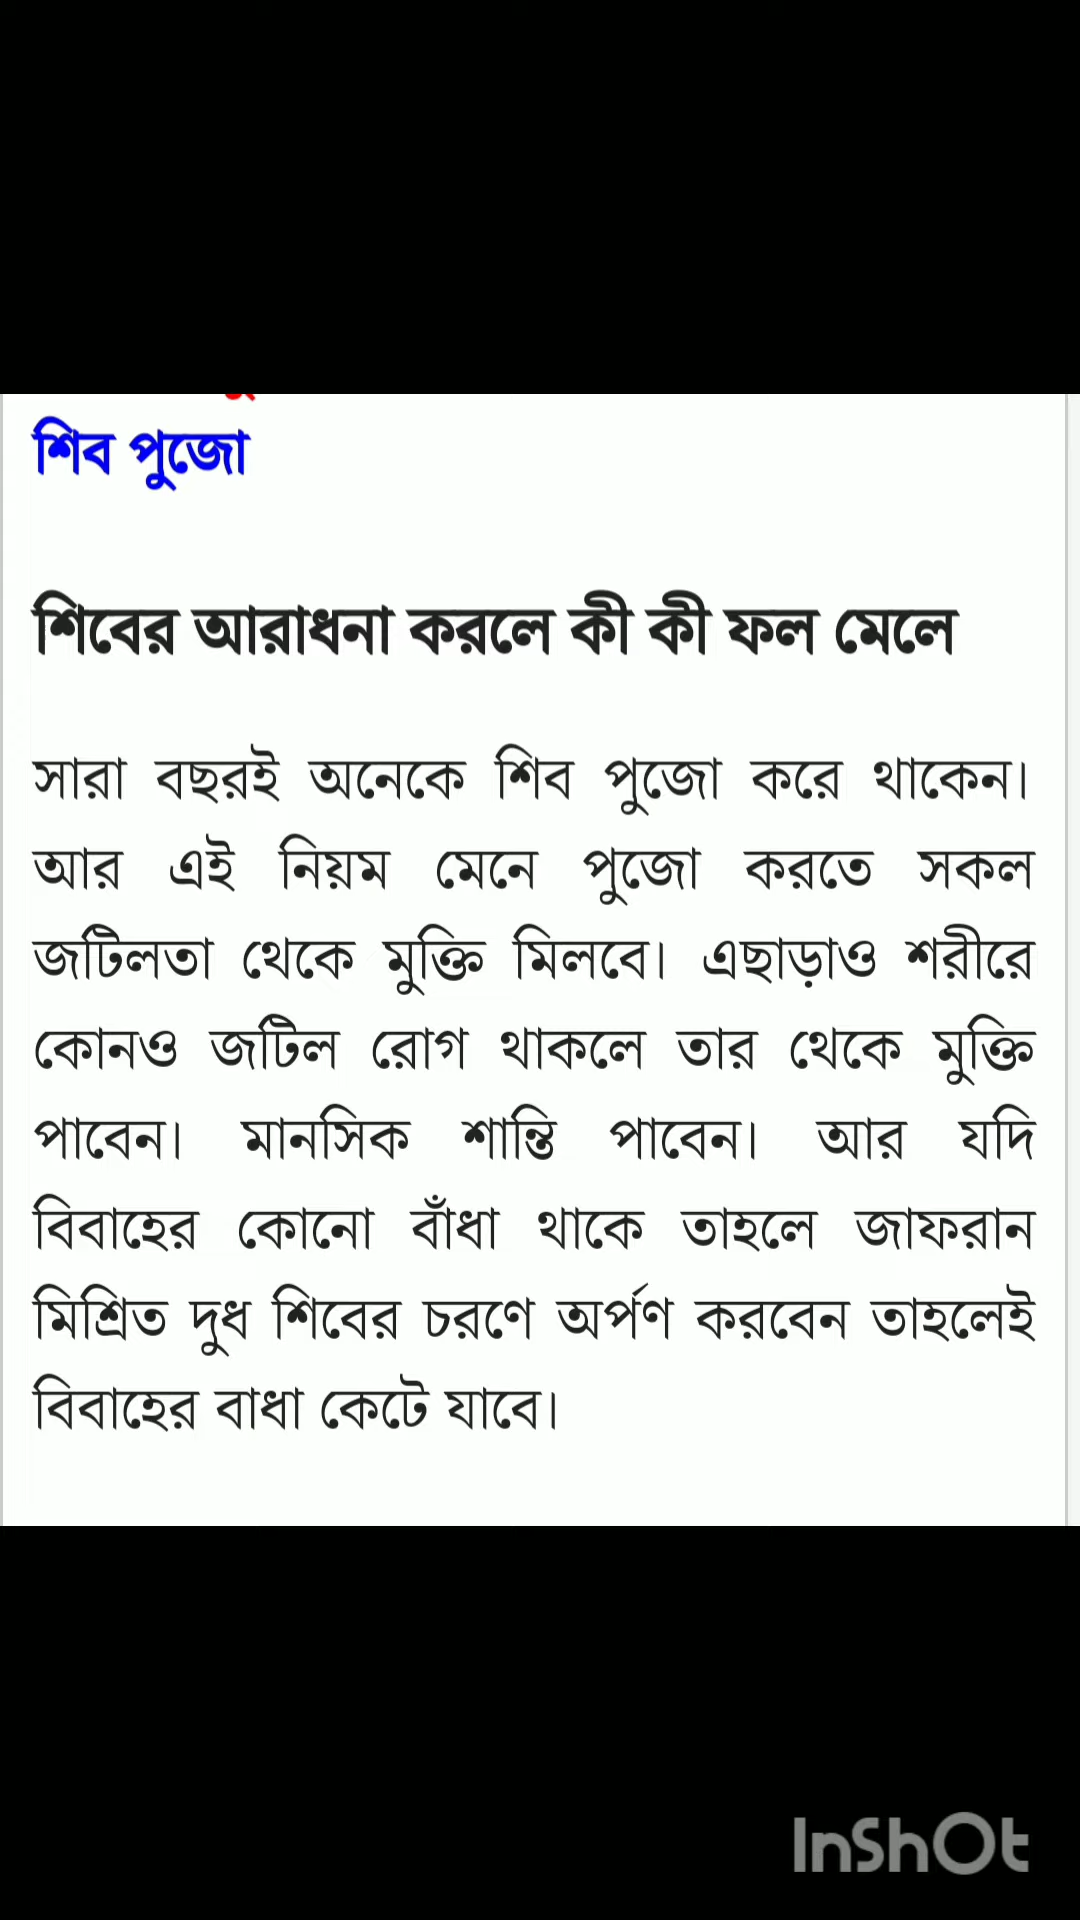 শিব পুজো
শিবের আরাধনা করলে কী কী ফল মেলে
সারা বছরই অনেকে শিব পুজো করে থাকেন।
আর এই নিয়ম মেনে পুজো করতে সকল
জটিলতা থেকে মুক্তি মিলবে। এছাড়াও শরীরে
কোনও জটিল রোগ থাকলে তার থেকে মুক্তি
পাবেন। মানসিক শান্তি পাবেন। আর যদি
বিবাহের কোনো বাঁধা থাকে তাহলে জাফরান
মিশ্রিত দুধ শিবের চরণে অর্পণ করবেন তাহলেই
বিবাহের বাধা কেটে যাবে।
InShOt